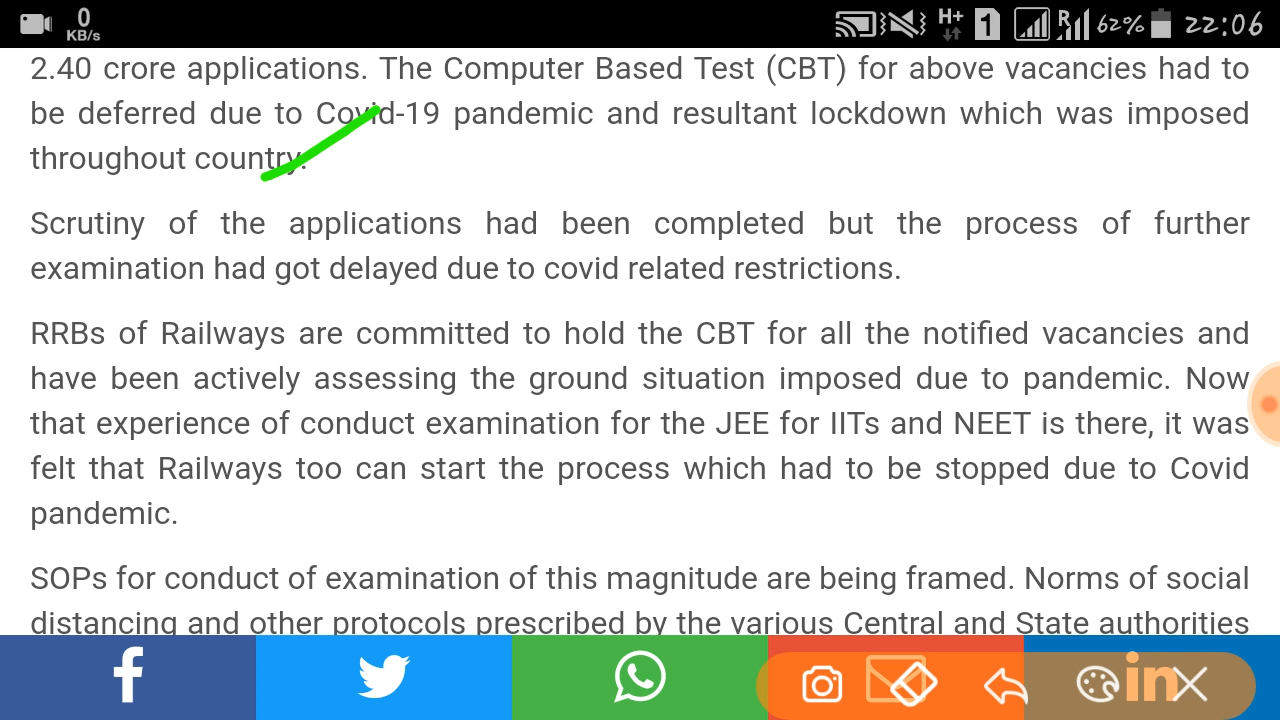 0
KB/s
H+ 1 R 62% 22:06
2.40 crore applications. The Computer Based Test (CBT) for above vacancies had to
be deferred due to Covid-19 pandemic and resultant lockdown which was imposed
throughout country.
Scrutiny of the applications had been completed but the process of further
examination had got delayed due to covid related restrictions.
RRBs of Railways are committed to hold the CBT for all the notified vacancies and
have been actively assessing the ground situation imposed due to pandemic. Now
that experience of conduct examination for the JEE for IITs and NEET is there, it was
felt that Railways too can start the process which had to be stopped due to Covid
pandemic.
SOPs for conduct of examination of this magnitude are being framed. Norms of social
distancing and other protocols prescribed by the various Central and State authorities
f
in